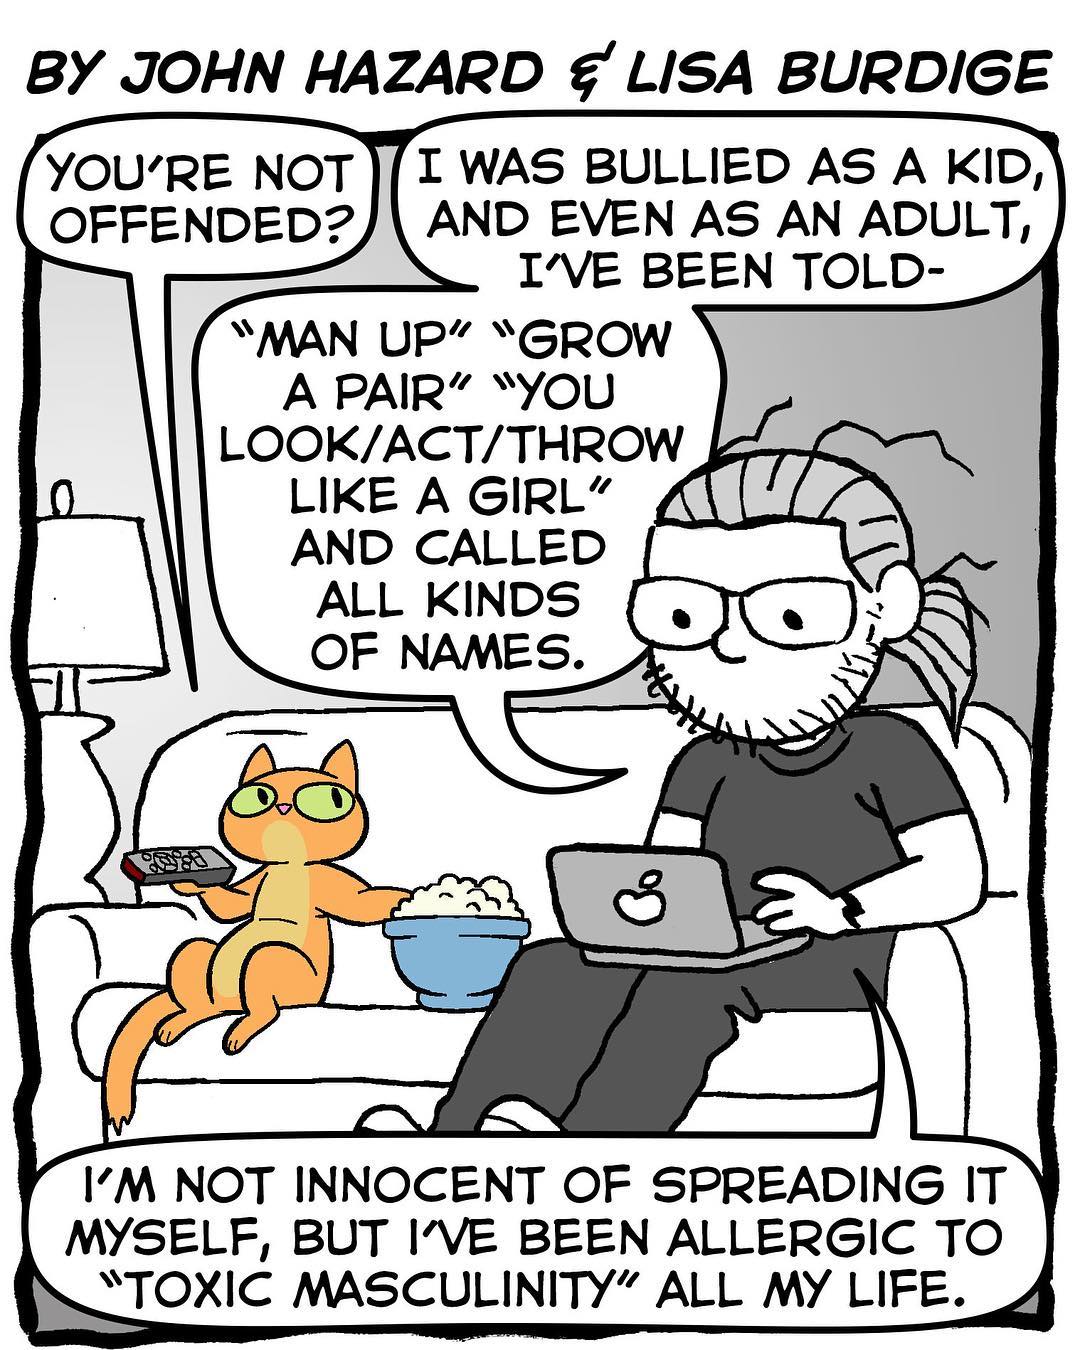 BY JOHN HAZARD & LISA BURDIGE
YOU'RE NOT
OFFENDED?
I WAS BULLIED AS A KID,
AND EVEN AS AN ADULT,
I'VE BEEN TOLD-
"MAN UP" "GROW
A PAIR" "YOU
LOOK/ACT/THROW
LIKE A GIRL"
AND CALLED
ALL KINDS
OF NAMES.
I'M NOT INNOCENT OF SPREADING IT
MYSELF, BUT I'VE BEEN ALLERGIC TO
"TOXIC MASCULINITY" ALL MY LIFE.